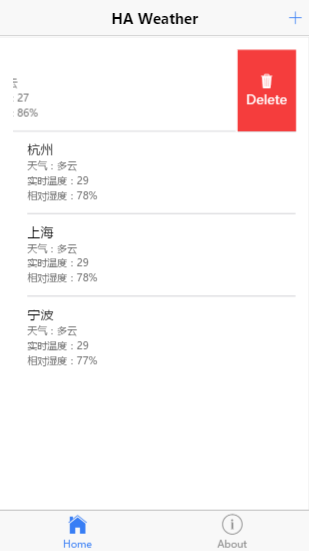 HA Weather
: 27
: 86%
Delete
杭州
天气：多云
实时温度：29
相对湿度：78%
上海
天气：多云
实时温度：29
相对湿度：78%
宁波
天气：多云
实时温度：29
相对湿度：77%
Home
About